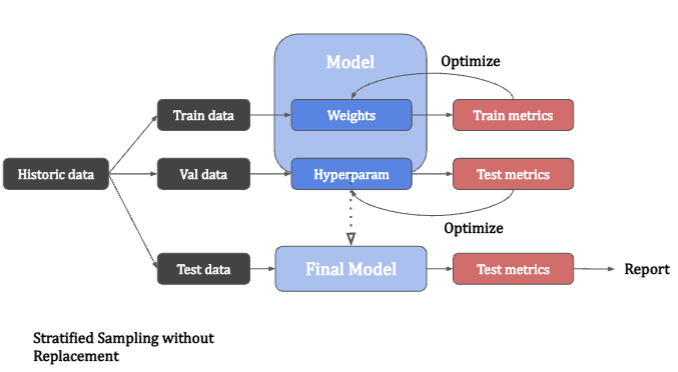 Model
Optimize
Train data
Weights
Train metrics
Historic data
Val data
Hyperparam
Test metrics
Optimize
Test data
Final Model
Test metrics
Report
Stratified Sampling without
Replacement